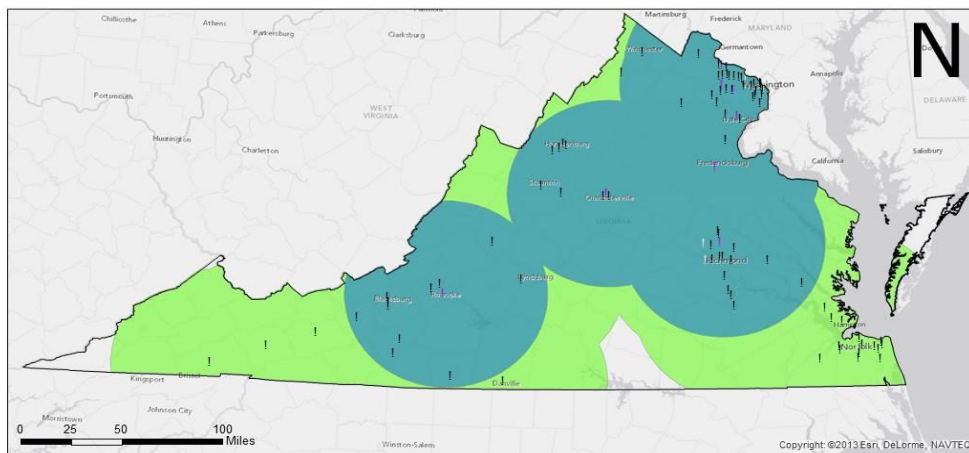 Martinsburg
Frederick
Chillicothe
Athens
Clarksburg
MARYLAND
Parkersburg
Winchester
Germantown
N
Annapolis
Washington
Portsmouth
WEST
VIRGINIA
DELAWARE
Dale City
Huntington
Harrisonburg
Charleston
California
Salisbury
Fredericksburg
Staunton
Charlottesville
VIRGINIA
Richmond
Lynchburg
Blacksburg
Roanoke
Hampton
Norfolk
Kingsport
Bristol
Danville
Johnson City
Morristown
0 25 50 100
Miles
Winston-Salem
Copyright: ©2013 Esri, DeLorme, NAVTEQ